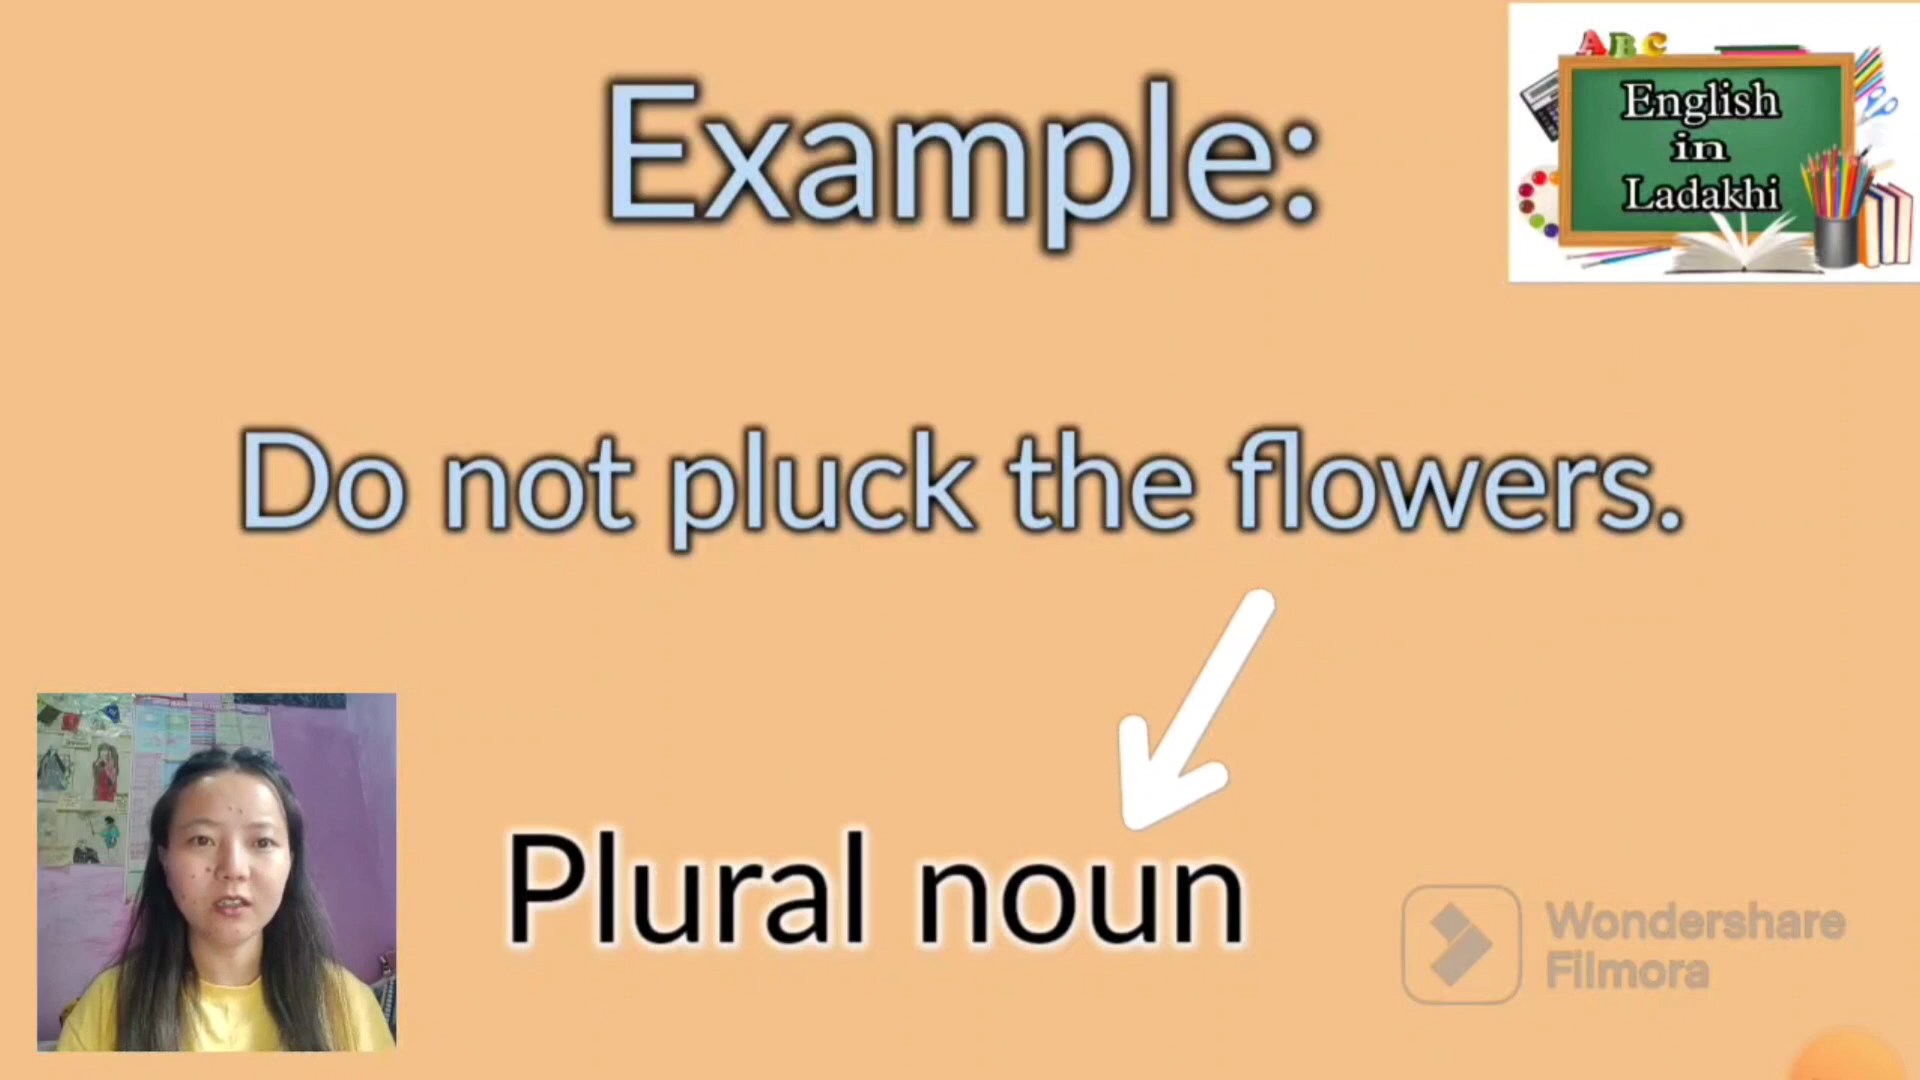 Example:
ABC
English
in
Ladakhi
Do not pluck the flowers.
Plural noun
Wondershare
Filmora